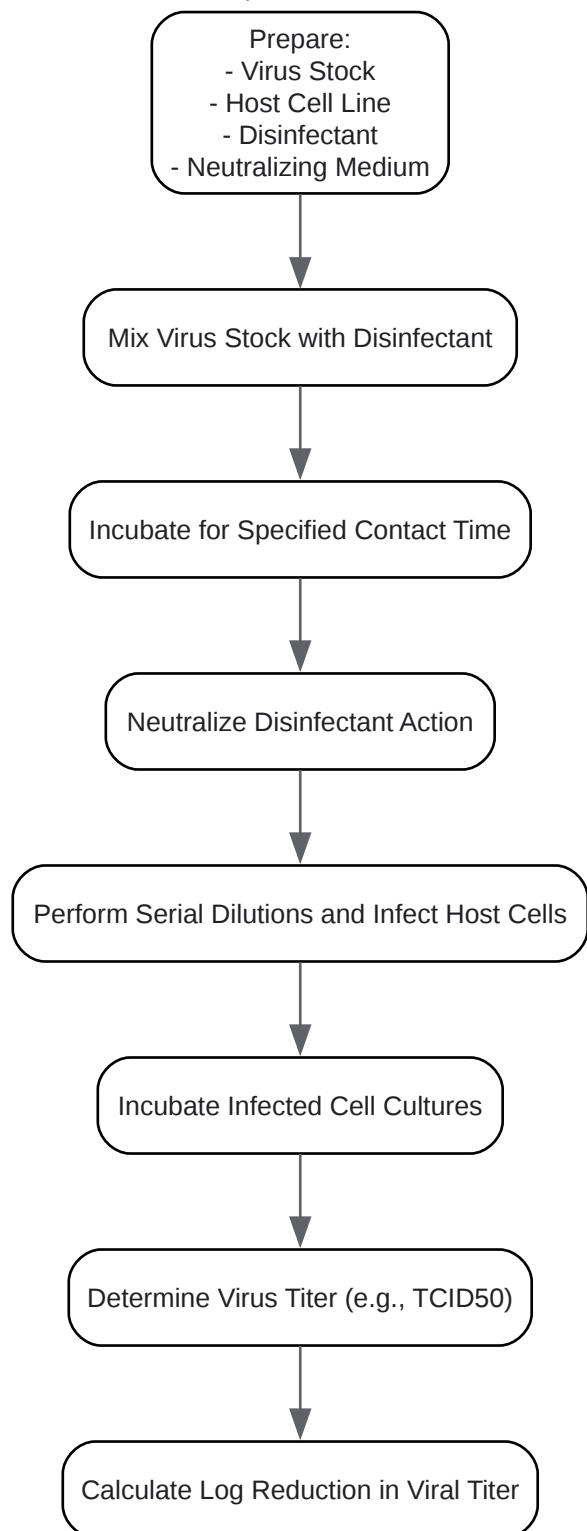 Prepare:
- Virus Stock
- Host Cell Line
- Disinfectant
- Neutralizing Medium
Mix Virus Stock with Disinfectant
Incubate for Specified Contact Time
Neutralize Disinfectant Action
Perform Serial Dilutions and Infect Host Cells
Incubate Infected Cell Cultures
Determine Virus Titer (e.g., TCID50)
Calculate Log Reduction in Viral Titer